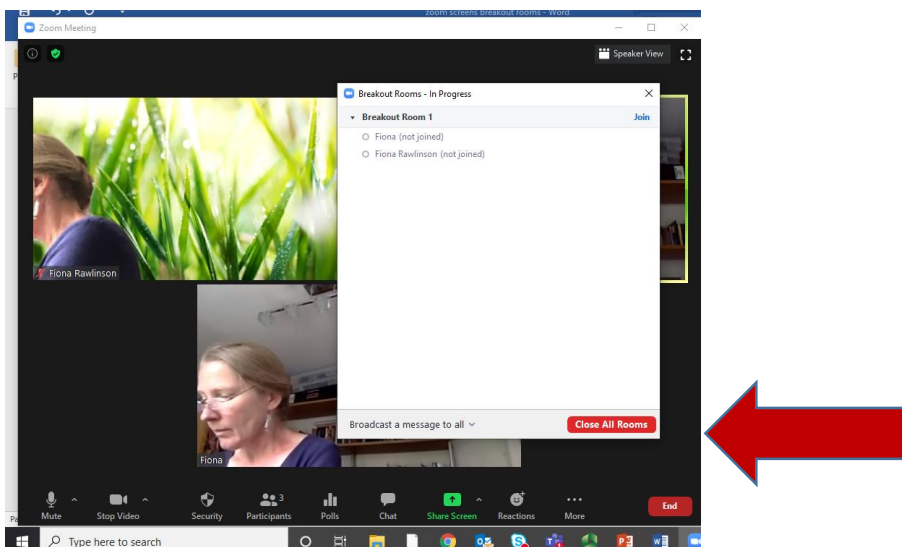 zoom screens breakout rooms - Word
Zoom Meeting
Speaker View
Breakout Rooms - In Progress
Breakout Room 1
Join
Fiona (not joined)
Fiona Rawlinson (not joined)
Fiona Rawlinson
Broadcast a message to all
Close All Rooms
Fiona
Mute
Stop Video
Security
Participants
3
Polls
Chat
Share Screen
Reactions
More
End
Type here to search